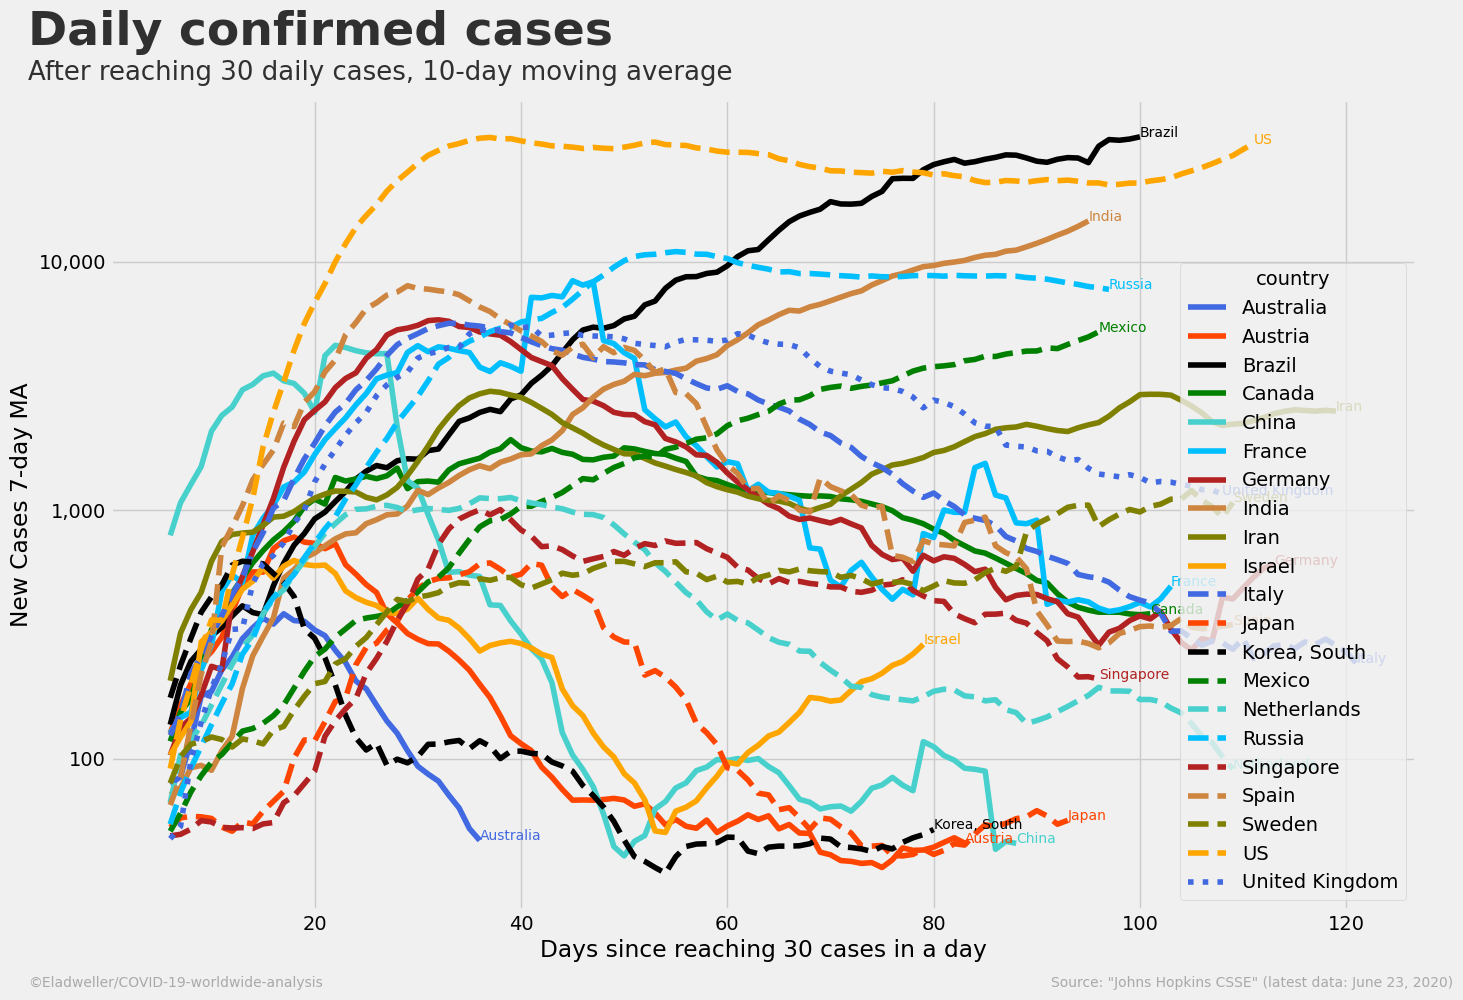 Daily confirmed cases
After reaching 30 daily cases, 10-day moving average
New Cases 7-day MA
10,000
1,000
100
Brazil
US
India
Russia
Mexico
Iran
United Kingdom
Sweden
Germany
France
Canada
Israel
Italy
Singapore
Japan
Korea, South
Austria
China
Australia
country
Australia
Austria
Brazil
Canada
China
France
Germany
India
Iran
Israel
Italy
Japan
Korea, South
Mexico
Netherlands
Russia
Singapore
Spain
Sweden
US
United Kingdom
20
40
60
80
100
120
Days since reaching 30 cases in a day
©Eladweller/COVID-19-worldwide-analysis
Source: "Johns Hopkins CSSE" (latest data: June 23, 2020)